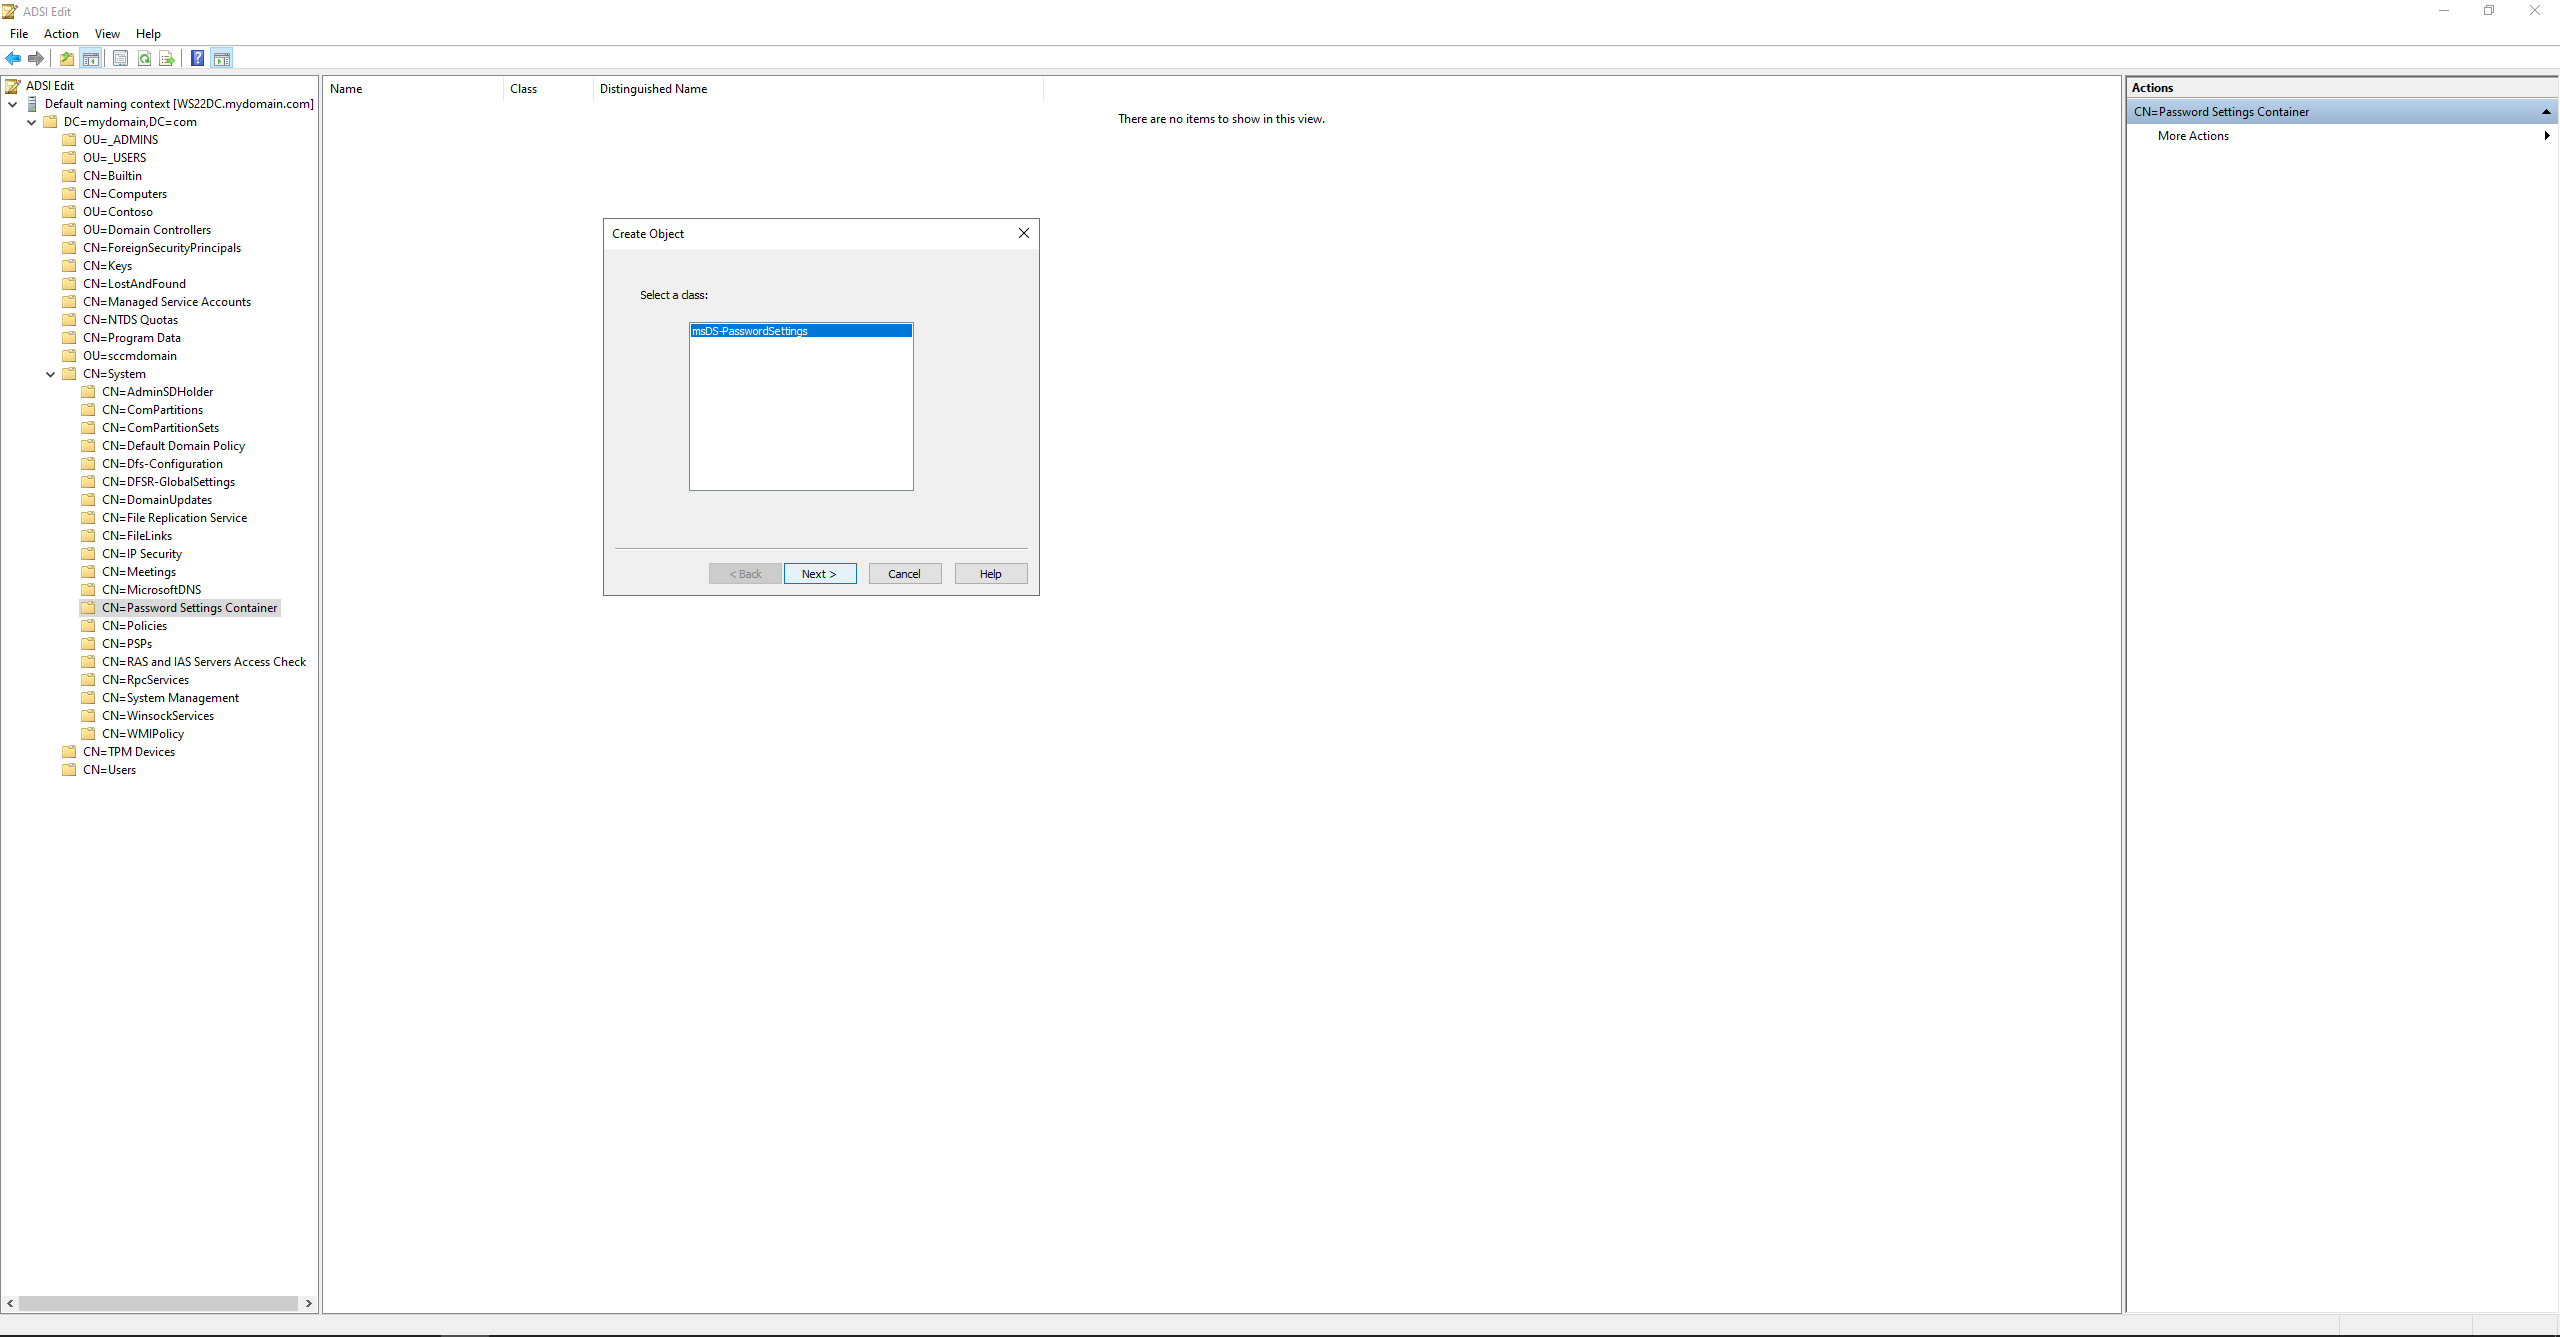 ADSI Edit
File Action View Help
ADSI Edit
Default naming context [WS22DC.mydomain.com]
DC=mydomain,DC=com
OU=_ADMINS
OU=_USERS
CN=Builtin
CN=Computers
OU=Contoso
OU=Domain Controllers
CN=ForeignSecurityPrincipals
CN=Keys
CN=LostAndFound
CN=Managed Service Accounts
CN=NTDS Quotas
CN=Program Data
OU=sccmdomain
CN=System
CN=AdminSDHolder
CN=ComPartitions
CN=ComPartitionSets
CN=Default Domain Policy
CN=Dfs-Configuration
CN=DFSR-GlobalSettings
CN=DomainUpdates
CN=File Replication Service
CN=FileLinks
CN=IP Security
CN=Meetings
CN=MicrosoftDNS
CN=Password Settings Container
CN=Policies
CN=PSPs
CN=RAS and IAS Servers Access Check
CN=RpcServices
CN=System Management
CN=WinsockServices
CN=WMIPolicy
CN=TPM Devices
CN=Users
Name Class Distinguished Name
There are no items to show in this view.
Create Object
Select a class:
msDS-PasswordSettings
< Back Next > Cancel Help
Actions
CN=Password Settings Container
More Actions